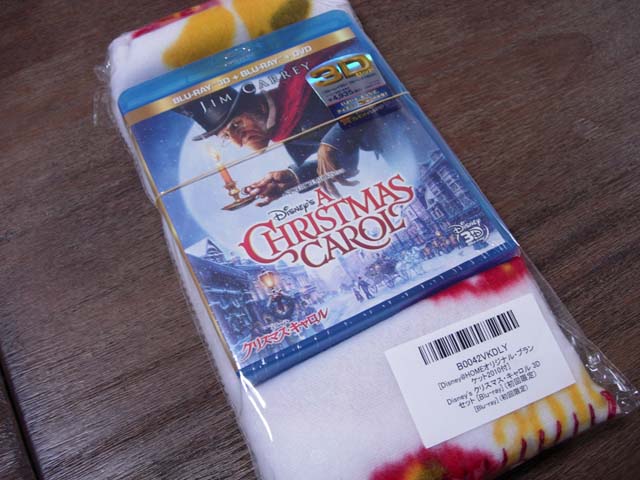 BLU-RAY 3D + BLU-RAY + DVD
JIM CARREY
3D
Disney's
A
CHRISTMAS
CAROL
Disney
3D
クリスマス・キャロル
B0042VKDLY
[Disney@HOMEオリジナル・ブラン
ケット2010付]
Disney's クリスマス・キャロル 3D
セット [Blu-ray] (初回限定)
[Blu-ray] (初回限定)